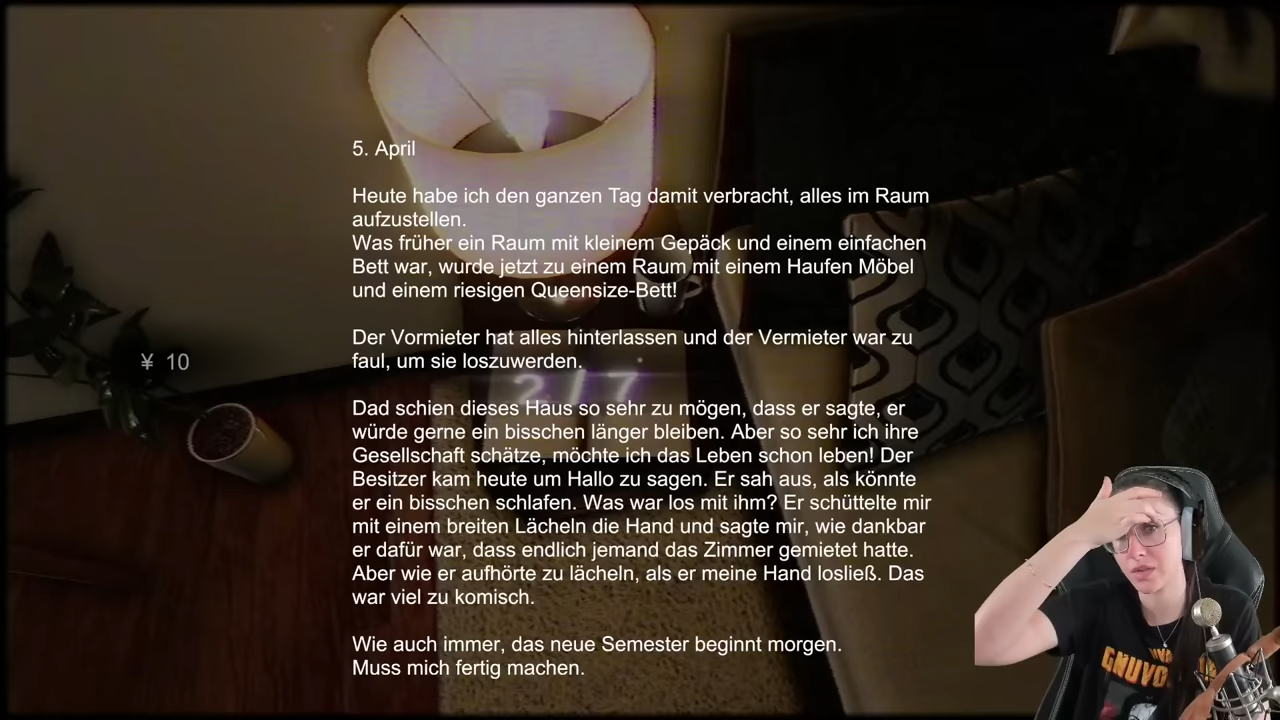 5. April
Heute habe ich den ganzen Tag damit verbracht, alles im Raum
aufzustellen.
Was früher ein Raum mit kleinem Gepäck und einem einfachen
Bett war, wurde jetzt zu einem Raum mit einem Haufen Möbel
und einem riesigen Queensize-Bett!
Der Vormieter hat alles hinterlassen und der Vermieter war zu
faul, um sie loszuwerden.
¥ 10
2/7
Dad schien dieses Haus so sehr zu mögen, dass er sagte, er
würde gerne ein bisschen länger bleiben. Aber so sehr ich ihre
Gesellschaft schätze, möchte ich das Leben schon leben! Der
Besitzer kam heute um Hallo zu sagen. Er sah aus, als könnte
er ein bisschen schlafen. Was war los mit ihm? Er schüttelte mir
mit einem breiten Lächeln die Hand und sagte mir, wie dankbar
er dafür war, dass endlich jemand das Zimmer gemietet hatte.
Aber wie er aufhörte zu lächeln, als er meine Hand losließ. Das
war viel zu komisch.
Wie auch immer, das neue Semester beginnt morgen.
Muss mich fertig machen.